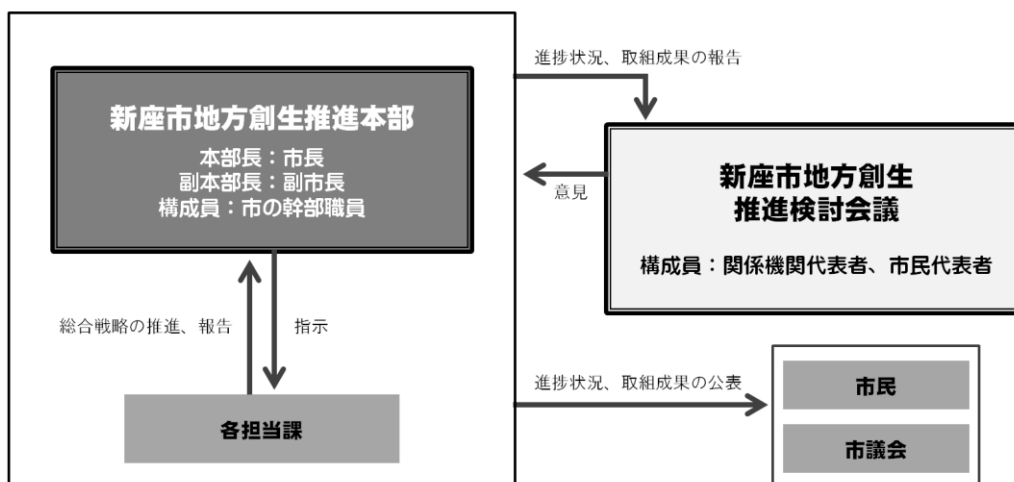 新座市地方創生推進本部
本部長：市長
副本部長：副市長
構成員：市の幹部職員
総合戦略の推進、報告
指示
各担当課
進捗状況、取組成果の報告
意見
新座市地方創生
推進検討会議
構成員：関係機関代表者、市民代表者
進捗状況、取組成果の公表
市民
市議会